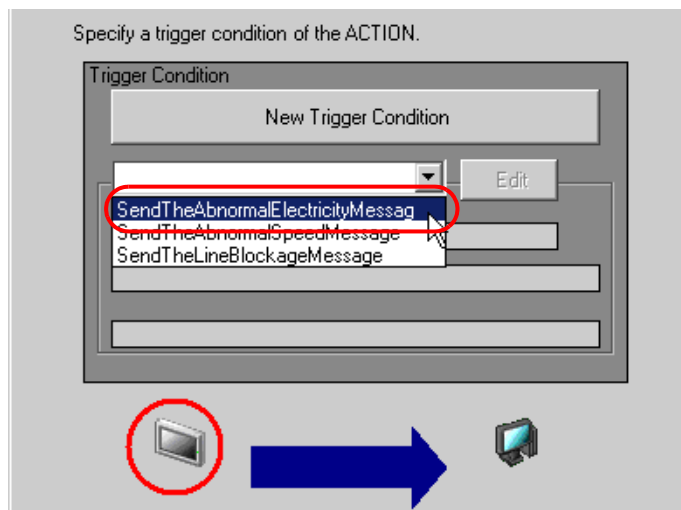 Specify a trigger condition of the ACTION.
Trigger Condition
New Trigger Condition
Edit
SendTheAbnormalElectricityMessag
SendTheAbnormalSpeedMessage
SendTheLineBlockageMessage